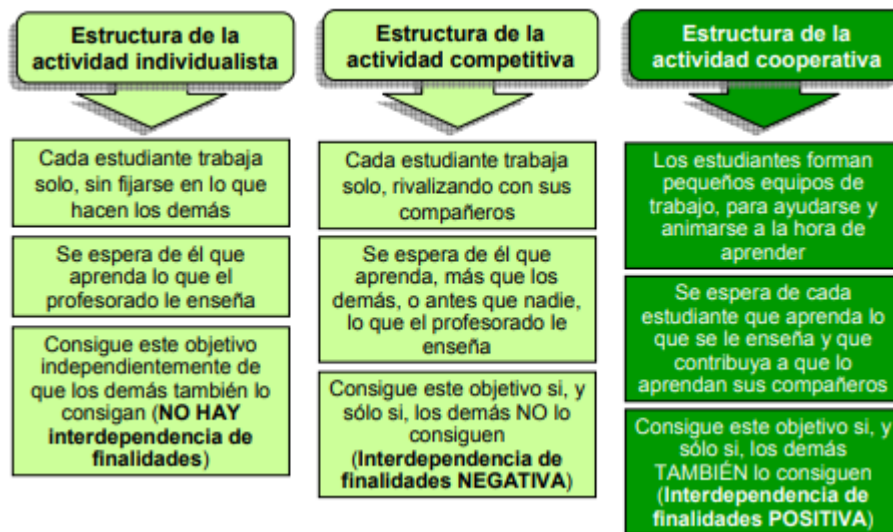 Estructura de la
actividad individualista
Cada estudiante trabaja
solo, sin fijarse en lo que
hacen los demás
Se espera de él que
aprenda lo que el
profesorado le enseña
Consigue este objetivo
independientemente de
que los demás también lo
consigan (NO HAY
interdependencia de
finalidades)
Estructura de la
actividad competitiva
Cada estudiante trabaja
solo, rivalizando con sus
compañeros
Se espera de él que
aprenda, más que los
demás, o antes que nadie,
lo que el profesorado le
enseña
Consigue este objetivo si, y
sólo si, los demás NO lo
consiguen
(Interdependencia de
finalidades NEGATIVA)
Estructura de la
actividad cooperativa
Los estudiantes forman
pequeños equipos de
trabajo, para ayudarse y
animarse a la hora de
aprender
Se espera de cada
estudiante que aprenda lo
que se le enseña y que
contribuya a que lo
aprendan sus compañeros
Consigue este objetivo si, y
sólo si, los demás
TAMBIÉN lo consiguen
(Interdependencia de
finalidades POSITIVA)